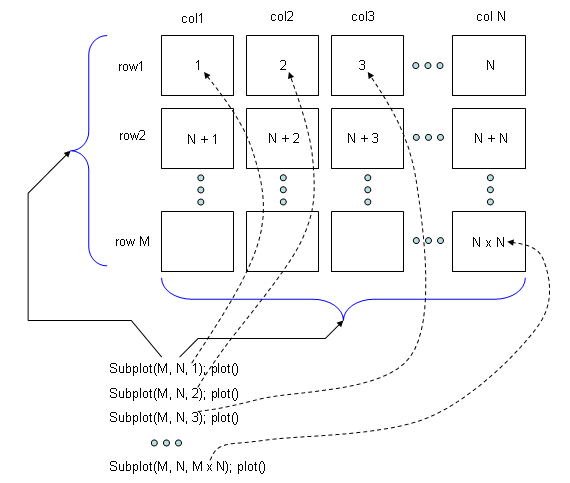 col1 col2 col3 col N
row1 1 2 3 N
row2 N + 1 N + 2 N + 3 N + N
row M N x N
Subplot(M, N, 1); plot()
Subplot(M, N, 2); plot()
Subplot(M, N, 3); plot()
Subplot(M, N, M x N); plot()